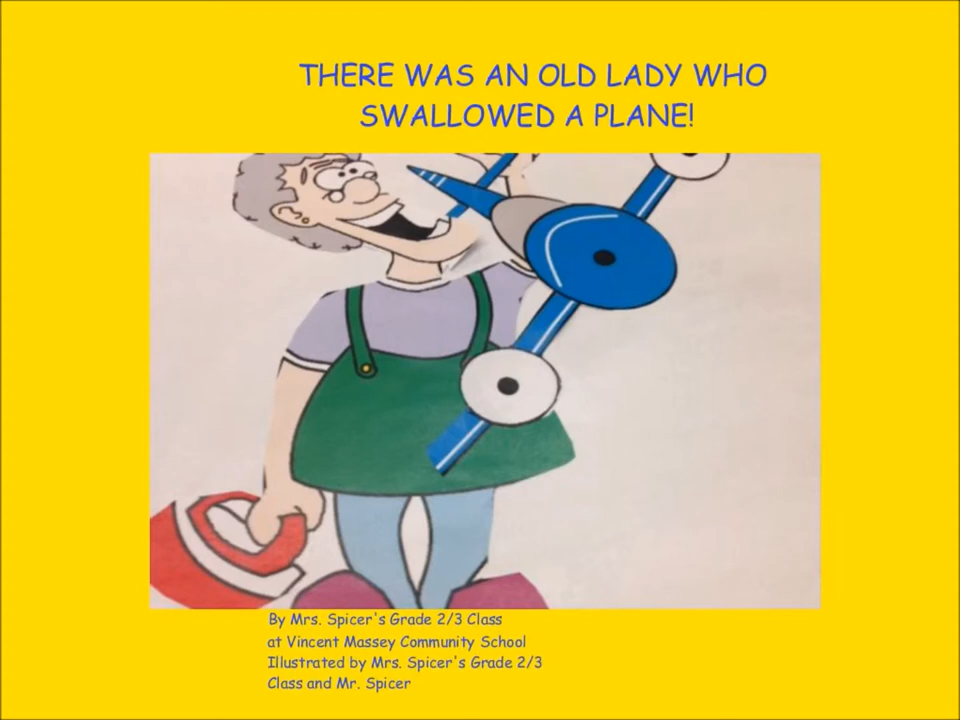 THERE WAS AN OLD LADY WHO
SWALLOWED A PLANE!
By Mrs. Spicer's Grade 2/3 Class
at Vincent Massey Community School
Illustrated by Mrs. Spicer's Grade 2/3
Class and Mr. Spicer